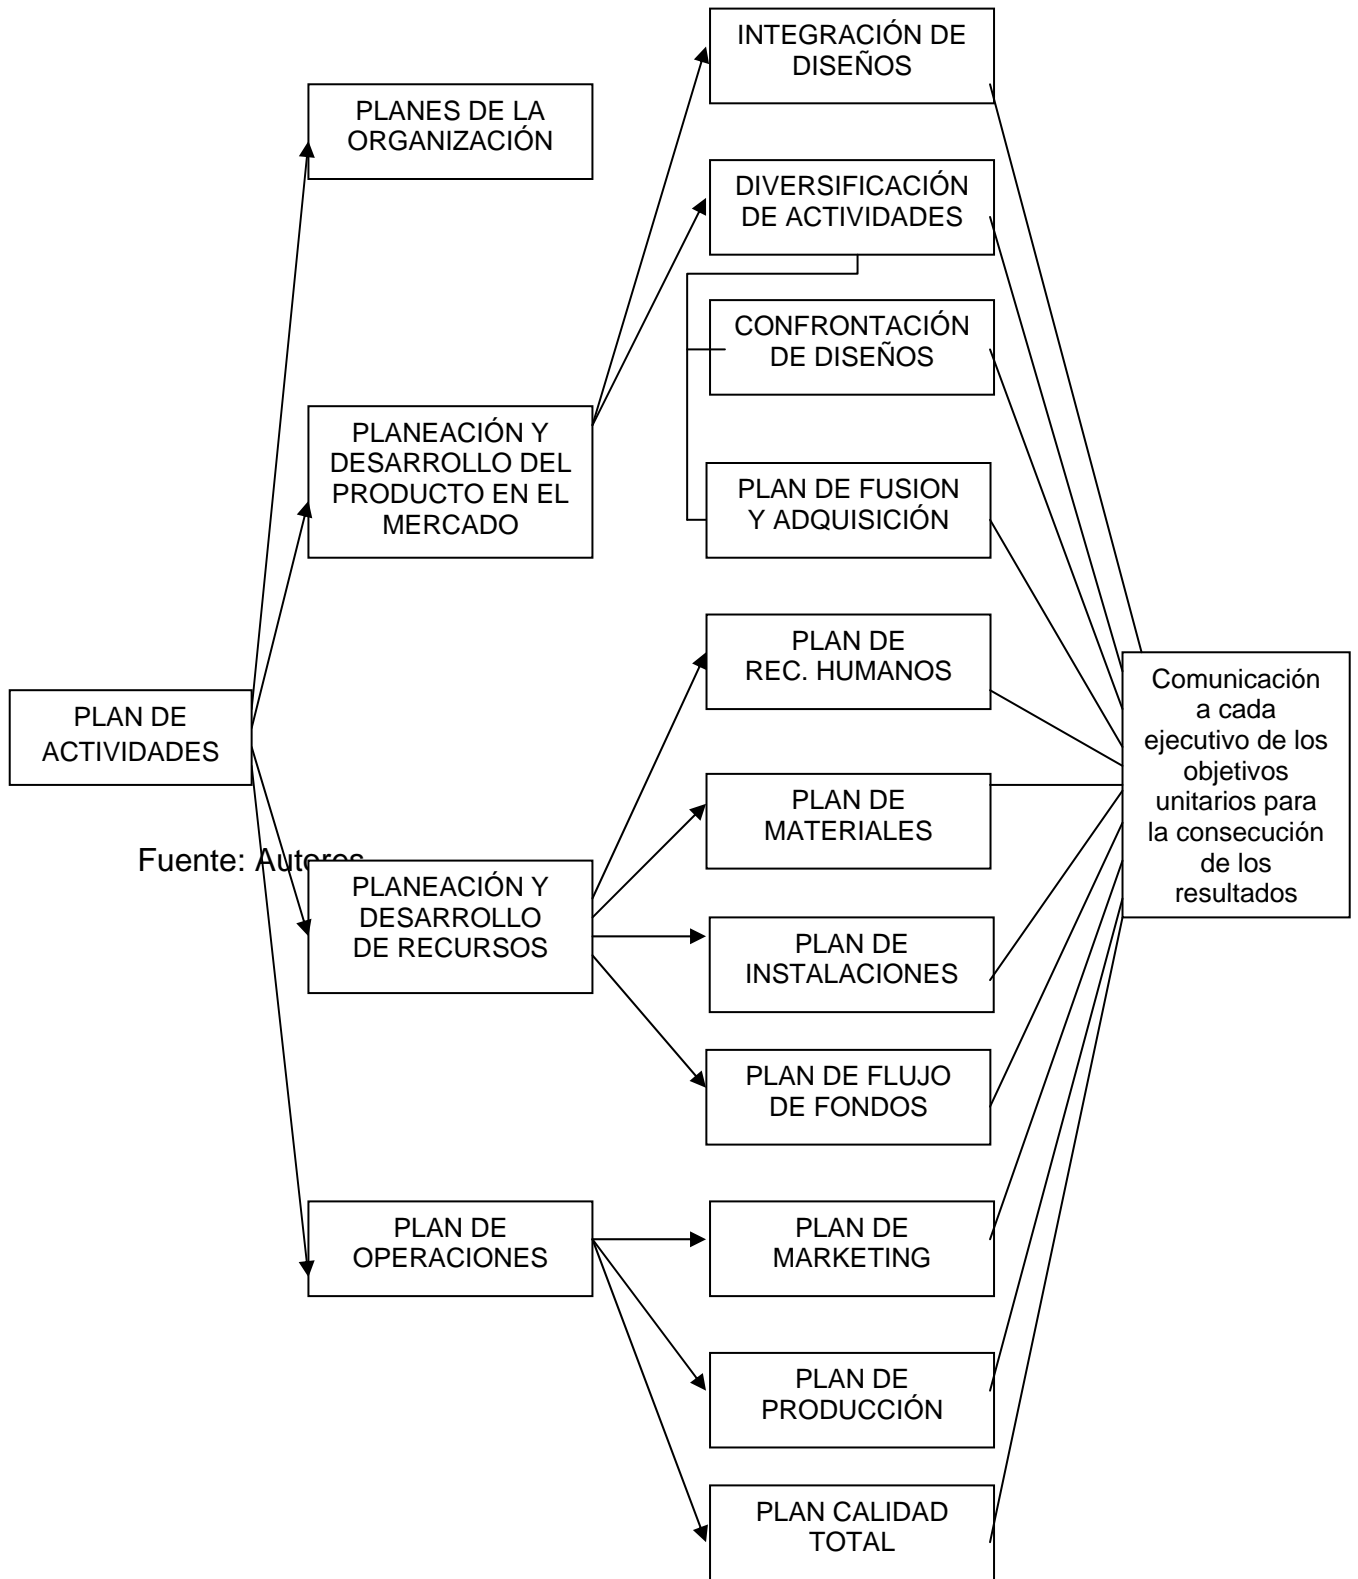 INTEGRACIÓN DE
DISEÑOS
PLANES DE LA
ORGANIZACIÓN
DIVERSIFICACIÓN
DE ACTIVIDADES
CONFRONTACIÓN
DE DISEÑOS
PLANEACIÓN Y
DESARROLLO DEL
PRODUCTO EN EL
MERCADO
PLAN DE FUSION
Y ADQUISICIÓN
PLAN DE
REC. HUMANOS
PLAN DE
ACTIVIDADES
Comunicación
a cada
ejecutivo de los
objetivos
unitarios para
la consecución
de los
resultados
PLAN DE
MATERIALES
Fuente: Autores
PLANEACIÓN Y
DESARROLLO
DE RECURSOS
PLAN DE
INSTALACIONES
PLAN DE FLUJO
DE FONDOS
PLAN DE
OPERACIONES
PLAN DE
MARKETING
PLAN DE
PRODUCCIÓN
PLAN CALIDAD
TOTAL